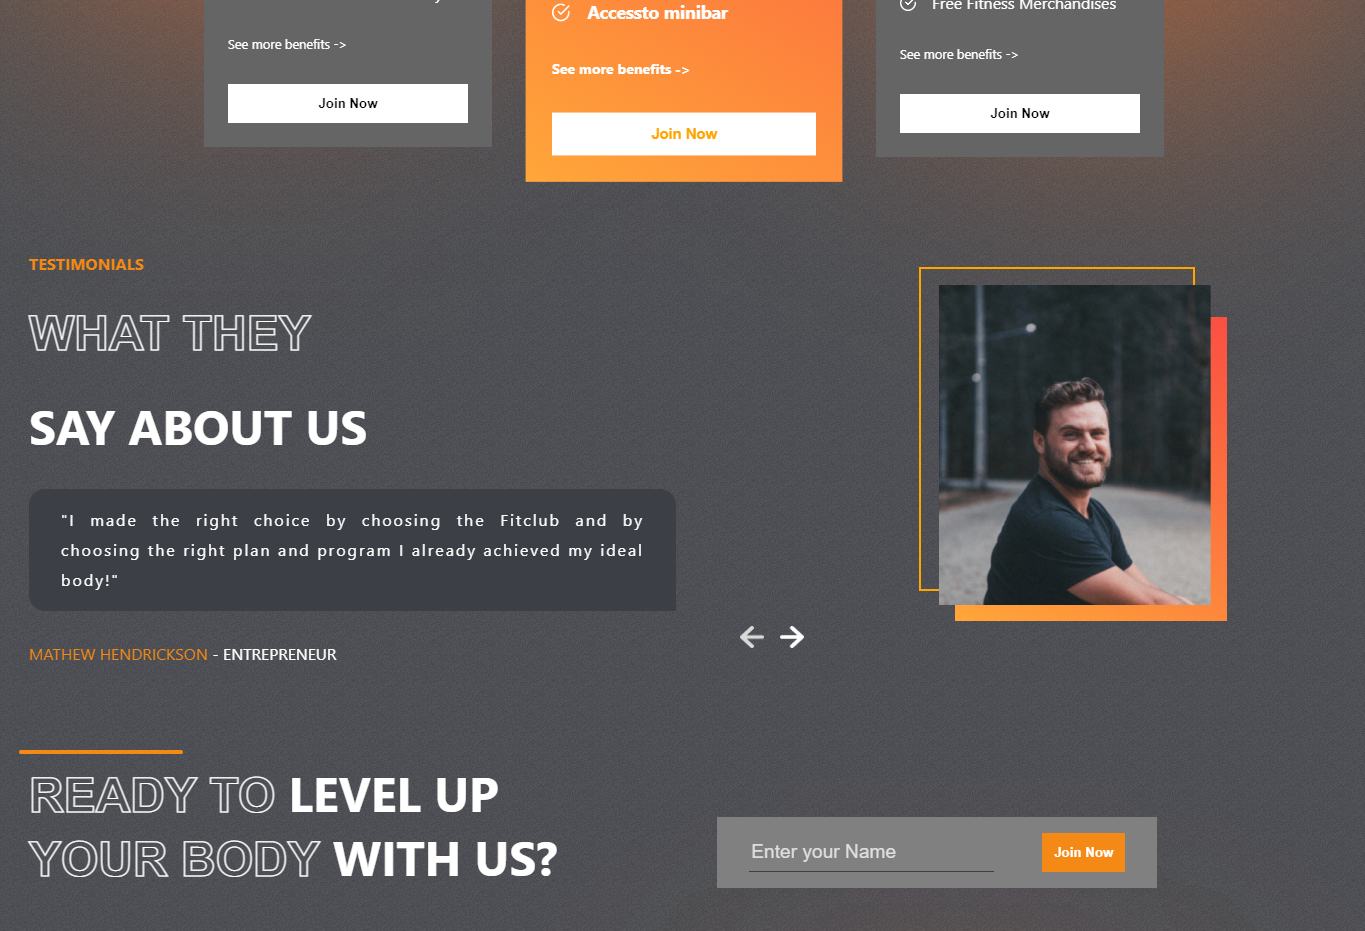 See more benefits ->
Join Now
Accessto minibar
See more benefits ->
Join Now
Free Fitness Merchandises
See more benefits ->
Join Now
TESTIMONIALS
WHAT THEY
SAY ABOUT US
"I made the right choice by choosing the Fitclub and by
choosing the right plan and program I already achieved my ideal
body!"
MATHEW HENDRICKSON - ENTREPRENEUR
READY TO LEVEL UP
YOUR BODY WITH US?
Enter your Name
Join Now